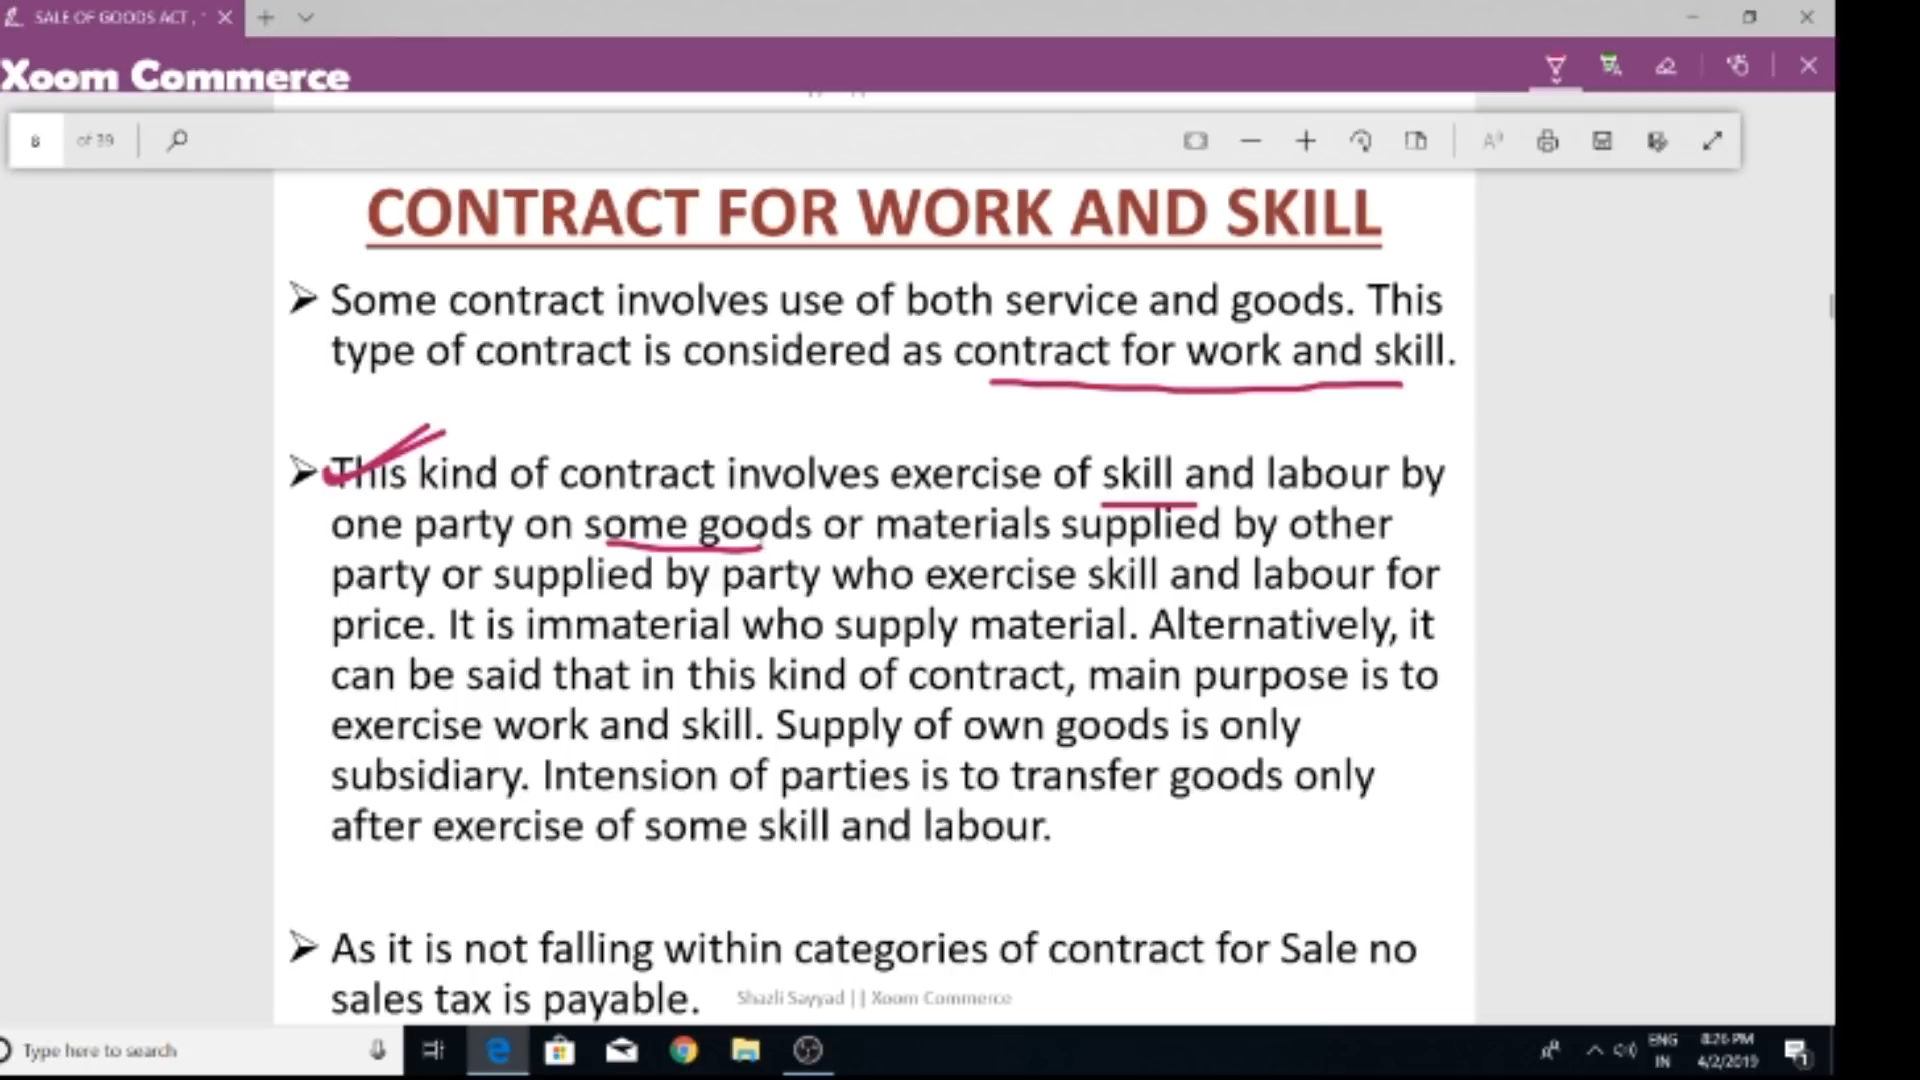 SALE OF GOODS ACT , '
Xoom Commerce
8 of 39
CONTRACT FOR WORK AND SKILL
Some contract involves use of both service and goods. This
type of contract is considered as contract for work and skill.
This kind of contract involves exercise of skill and labour by
one party on some goods or materials supplied by other
party or supplied by party who exercise skill and labour for
price. It is immaterial who supply material. Alternatively, it
can be said that in this kind of contract, main purpose is to
exercise work and skill. Supply of own goods is only
subsidiary. Intension of parties is to transfer goods only
after exercise of some skill and labour.
As it is not falling within categories of contract for Sale no
sales tax is payable.
Shazli Sayyad || Xoom Commerce
Type here to search
ENG
IN
8:26 PM
4/2/2019